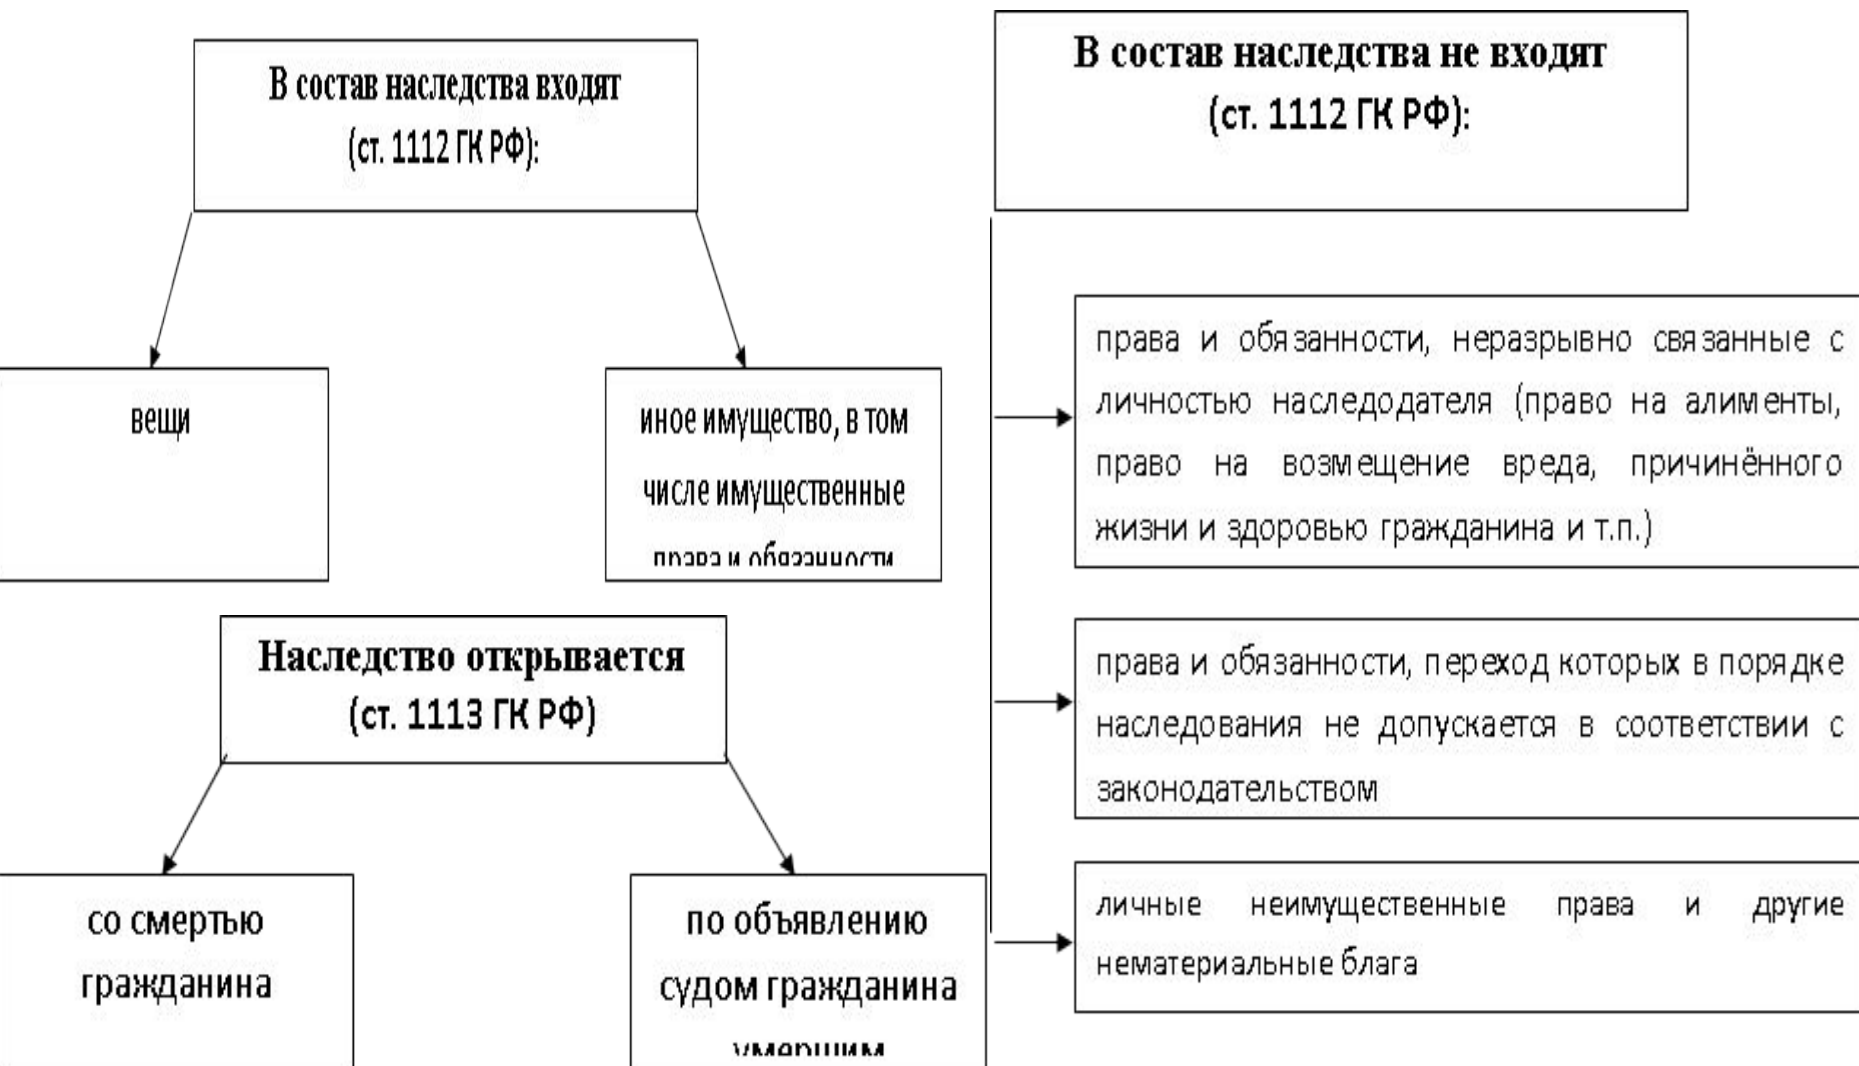 В состав наследства входят
(ст. 1112 ГК РФ):
вещи
иное имущество, в том
числе имущественные
права и обязанности
Наследство открывается
(ст. 1113 ГК РФ)
со смертью
гражданина
по объявлению
судом гражданина
умершим
В состав наследства не входят
(ст. 1112 ГК РФ):
права и обязанности, неразрывно связанные с
личностью наследодателя (право на алименты,
право на возмещение вреда, причинённого
жизни и здоровью гражданина и т.п.)
права и обязанности, переход которых в порядке
наследования не допускается в соответствии с
законодательством
личные неимущественные права и другие
нематериальные блага